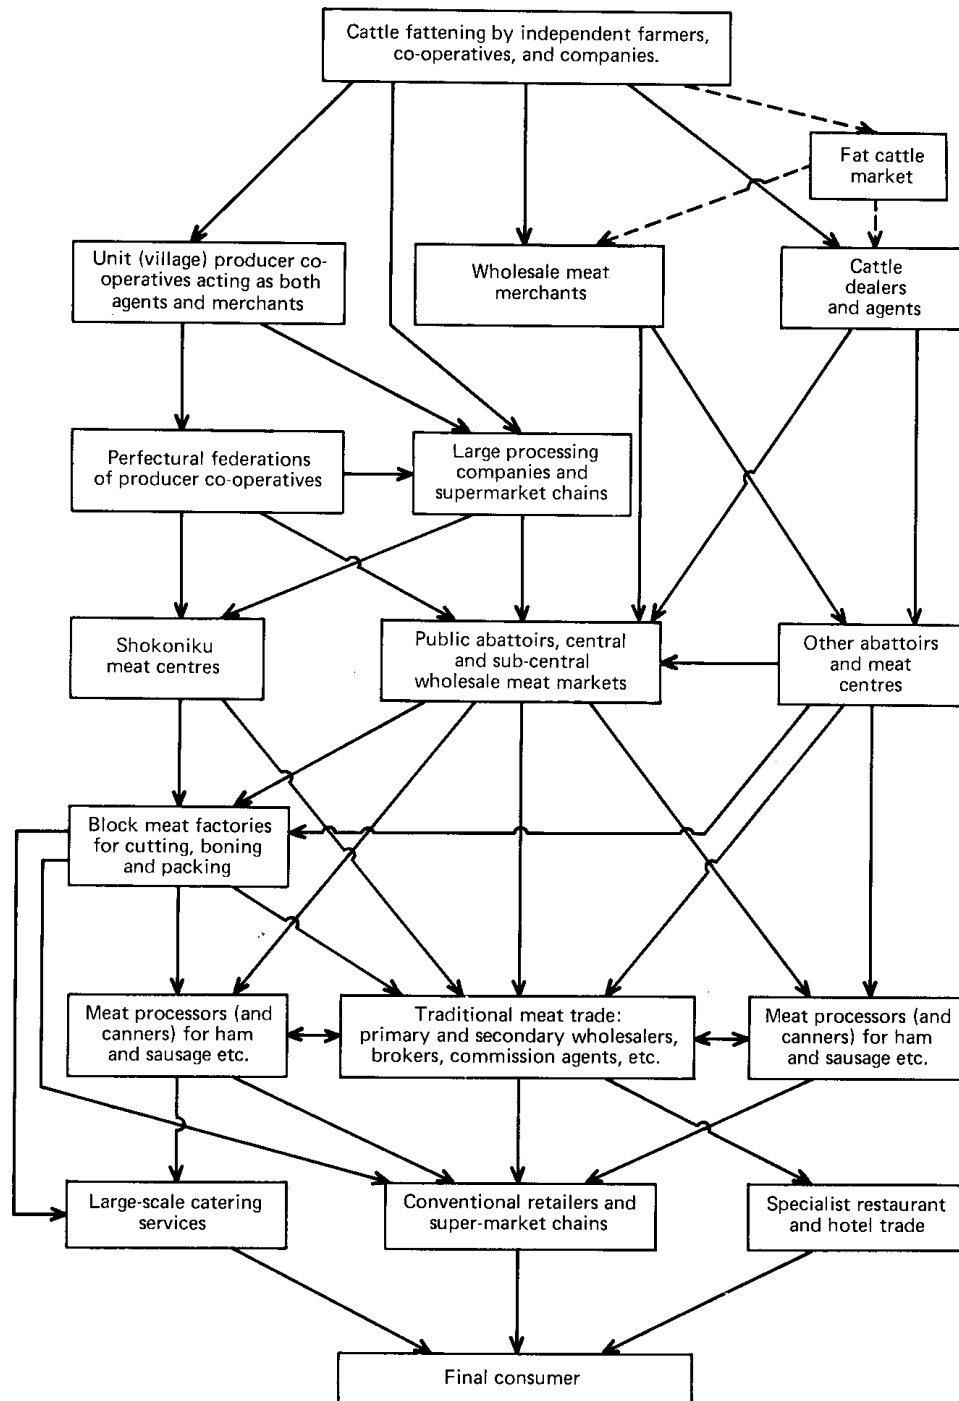 Cattle fattening by independent farmers,
co-operatives, and companies.
Fat cattle
market
Unit (village) producer co-
operatives acting as both
agents and merchants
Wholesale meat
merchants
Cattle
dealers
and agents
Perfectural federations
of producer co-operatives
Large processing
companies and
supermarket chains
Shokoniku
meat centres
Public abattoirs, central
and sub-central
wholesale meat markets
Other abattoirs
and meat
centres
Block meat factories
for cutting, boning
and packing
Meat processors (and
canners) for ham
and sausage etc.
Traditional meat trade:
primary and secondary wholesalers,
brokers, commission agents, etc.
Meat processors (and
canners) for ham
and sausage etc.
Large-scale catering
services
Conventional retailers and
super-market chains
Specialist restaurant
and hotel trade
Final consumer